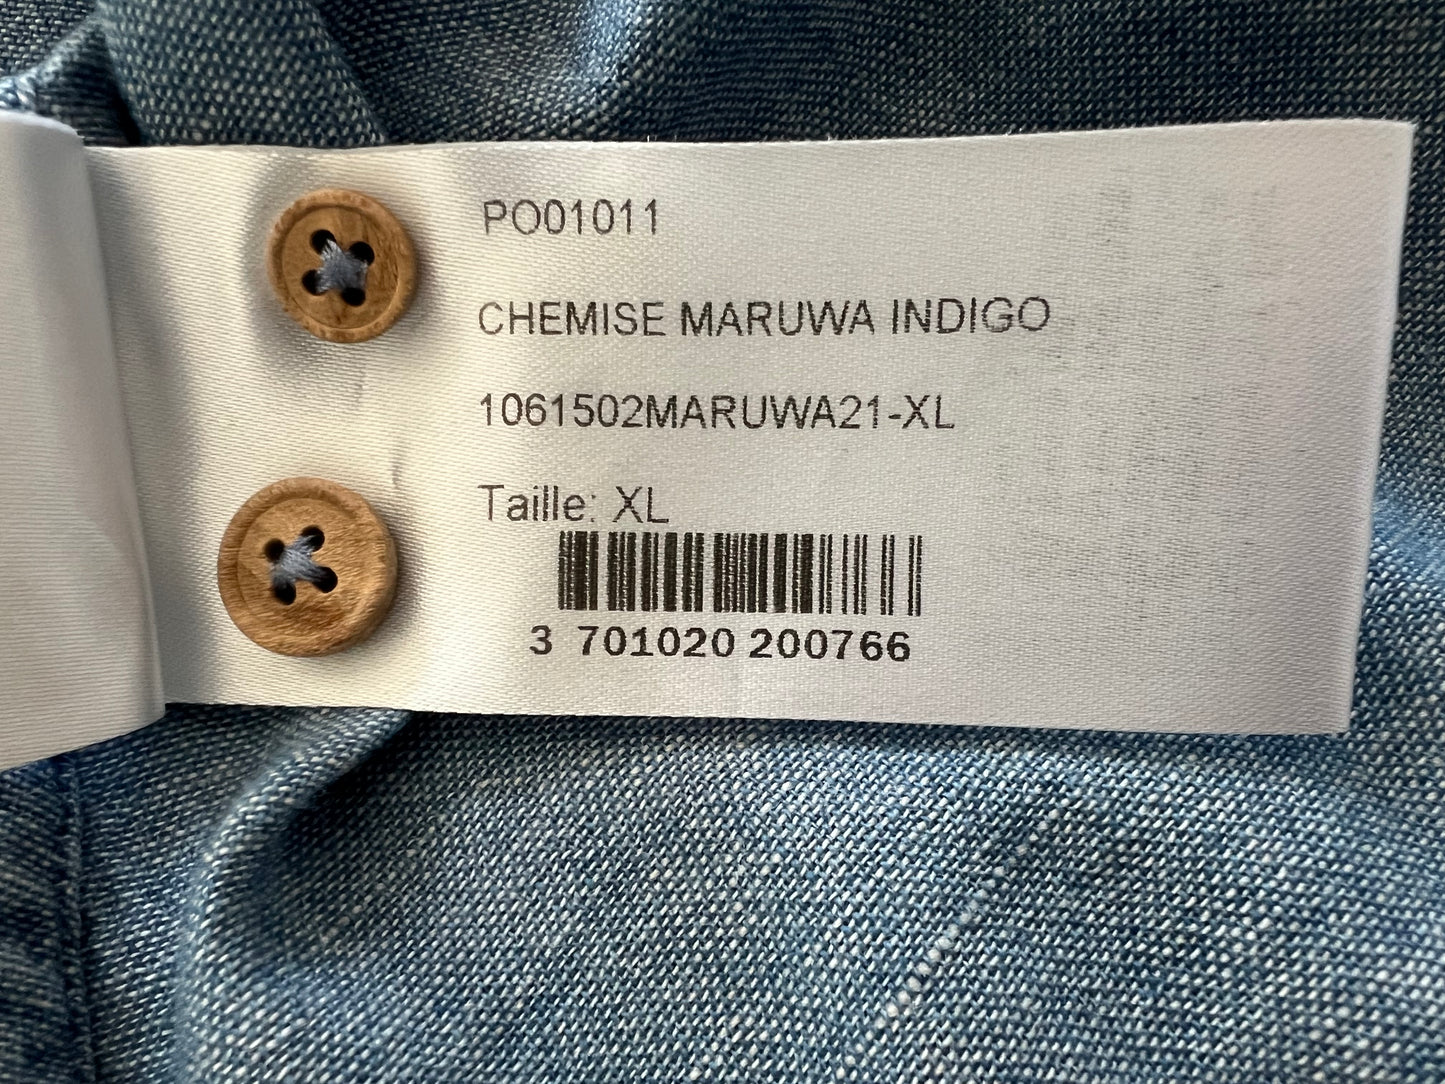 PO01011
CHEMISE MARUWA INDIGO
1061502MARUWA21-XL
Taille: XL
3 701020 200766